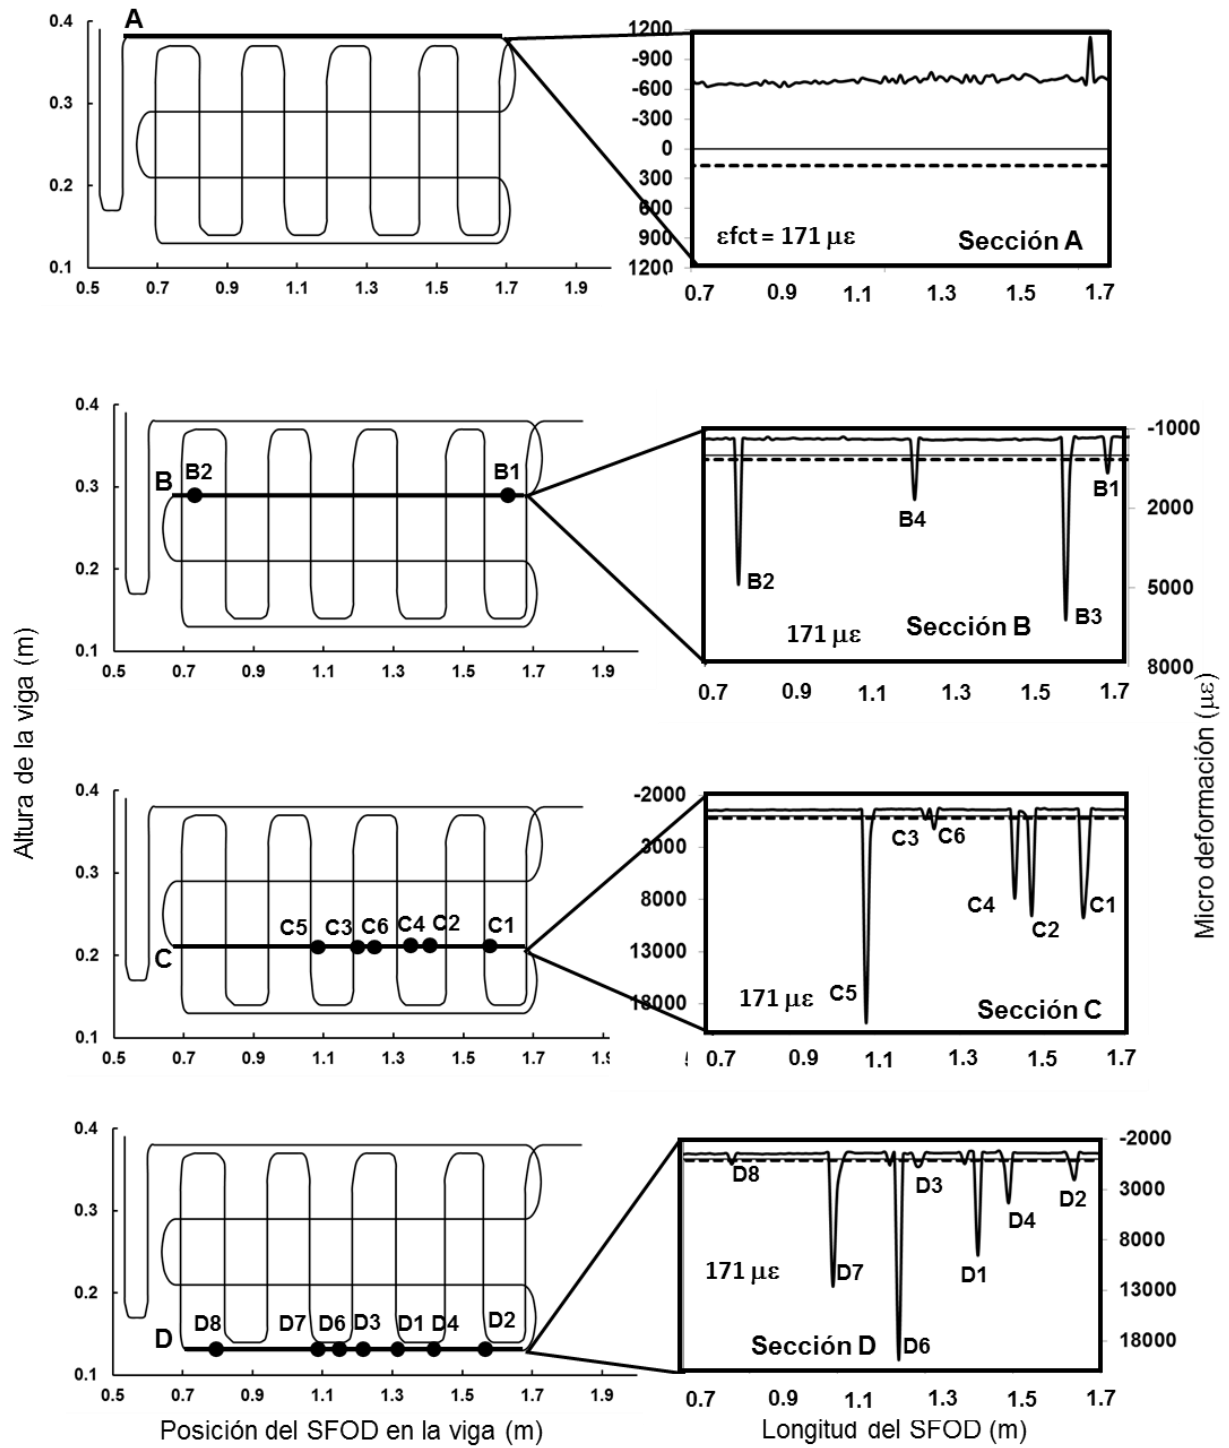 A
0.4
0.3
0.2
0.1
0.5 0.7 0.9 1.1 1.3 1.5 1.7 1.9
1200
-900
-600
-300
0
300
600
900
1200
εfct = 171 με
Sección A
0.7 0.9 1.1 1.3 1.5 1.7
Altura de la viga (m)
0.4
0.3
0.2
0.1
B
B2
B1
0.5 0.7 0.9 1.1 1.3 1.5 1.7 1.9
-1000
2000
5000
8000
B1
B4
B2
B3
171 με
Sección B
0.7 0.9 1.1 1.3 1.5 1.7
Micro deformación (με)
0.4
0.3
0.2
0.1
C
C5 C3 C6 C4 C2 C1
0.5 0.7 0.9 1.1 1.3 1.5 1.7
-2000
3000
8000
13000
18000
C3 C6
C4
C2
C1
C5
171 με
Sección C
0.7 0.9 1.1 1.3 1.5 1.7
0.4
0.3
0.2
0.1
D
D8 D7 D6 D3 D1 D4 D2
0.5 0.7 0.9 1.1 1.3 1.5 1.7 1.9
-2000
3000
8000
13000
18000
D8
D3
D2
D4
D7
D1
D6
171 με
Sección D
0.7 0.9 1.1 1.3 1.5 1.7
Posición del SFOD en la viga (m)
Longitud del SFOD (m)